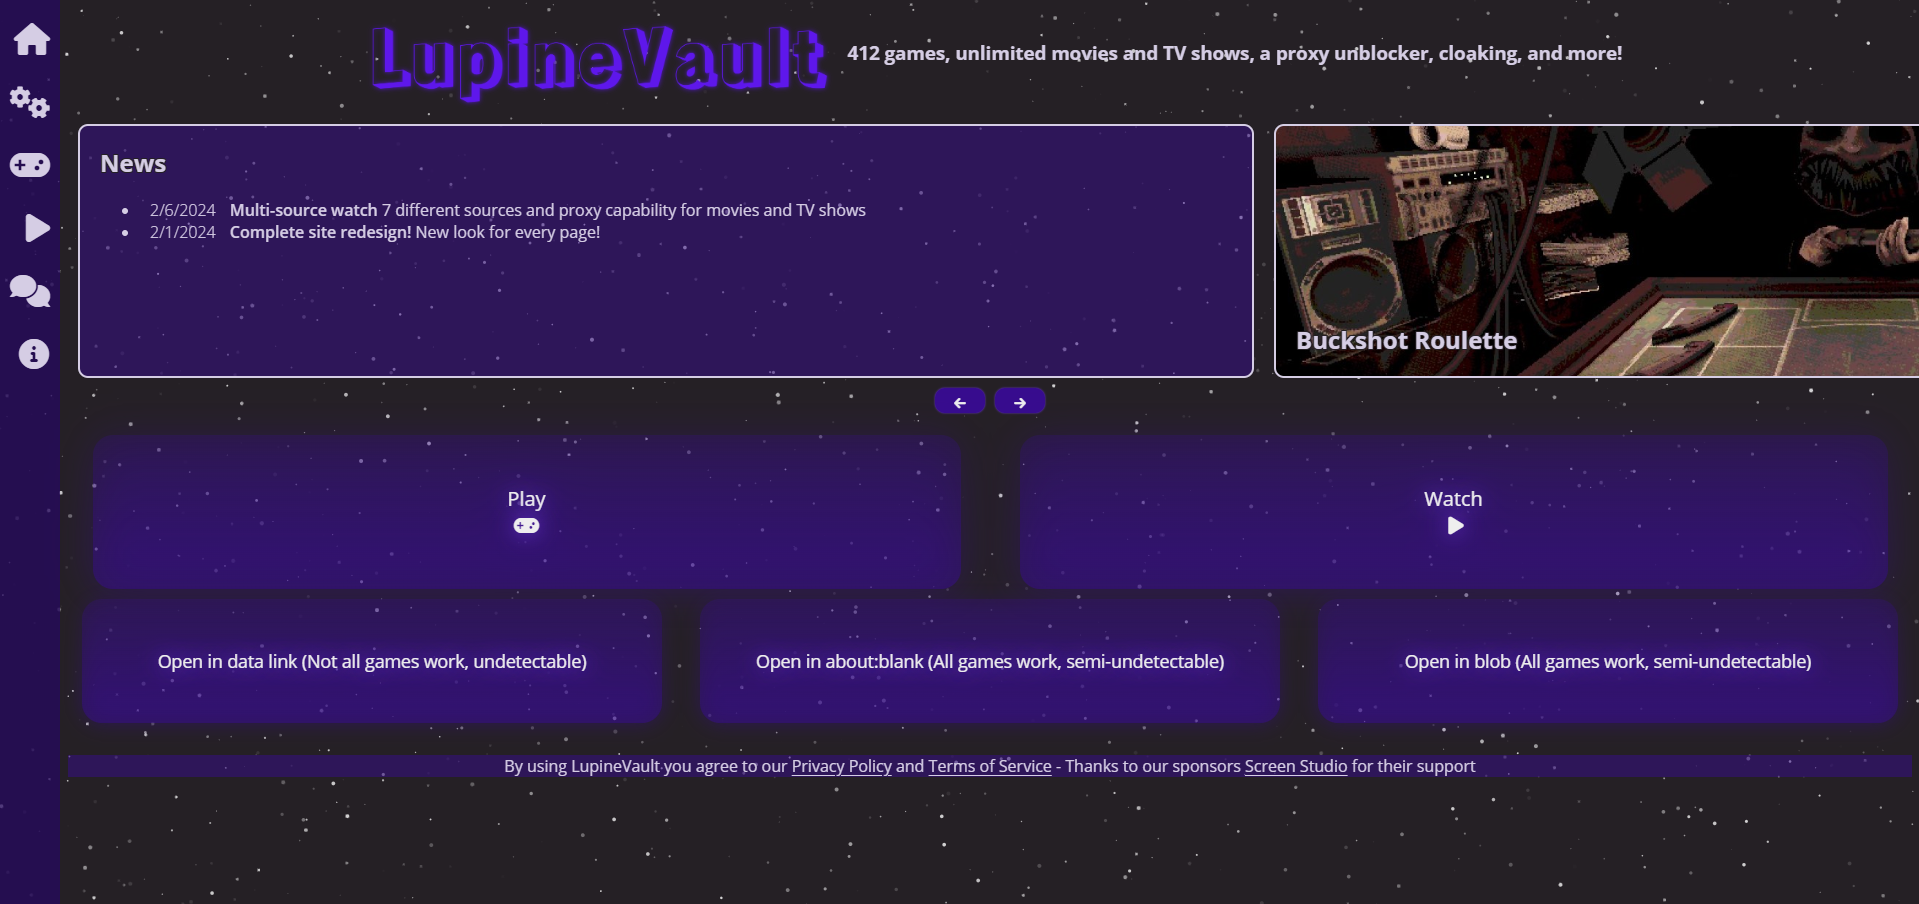 LupineVault
412 games, unlimited movies and TV shows, a proxy unblocker, cloaking, and more!
News
2/6/2024 Multi-source watch 7 different sources and proxy capability for movies and TV shows
2/1/2024 Complete site redesign! New look for every page!
Buckshot Roulette
Play
Watch
Open in data link (Not all games work, undetectable)
Open in about:blank (All games work, semi-undetectable)
Open in blob (All games work, semi-undetectable)
By using LupineVault you agree to our Privacy Policy and Terms of Service - Thanks to our sponsors Screen Studio for their support